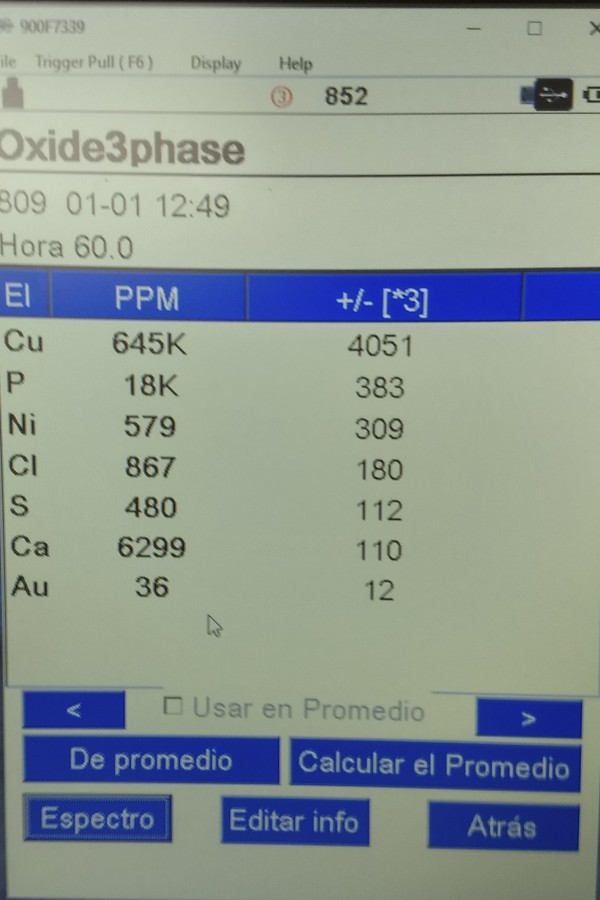 900F7339
ile Trigger Pull ( F6 ) Display Help
3 852
Oxide3phase
809 01-01 12:49
Hora 60.0
El PPM +/- [*3]
Cu 645K 4051
P 18K 383
Ni 579 309
Cl 867 180
S 480 112
Ca 6299 110
Au 36 12
< Usar en Promedio >
De promedio Calcular el Promedio
Espectro Editar info Atrás